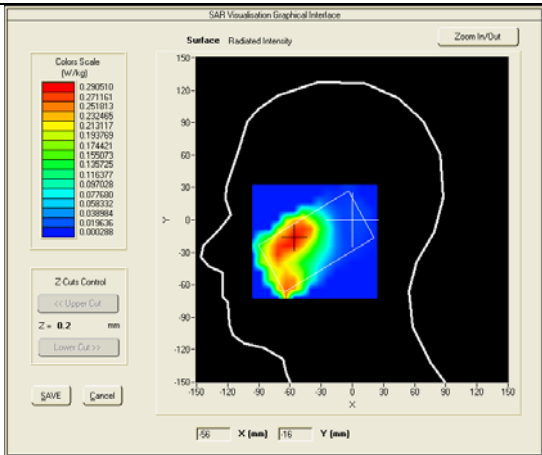 SAR Visualisation Graphical Interface
Surface Radiated Intensity
Zoom In/Out
Colors Scale
(W/kg)
0.290510
0.271161
0.251813
0.232465
0.213117
0.193769
0.174421
0.155073
0.135725
0.116377
0.097028
0.077680
0.058332
0.038984
0.019636
0.000288
Z Cuts Control
<< Upper Cut
Z = 0.2 mm
Lower Cut >>
SAVE Cancel
150
120
90
60
30
0
-30
-60
-90
-120
-150
Y
-150 -120 -90 -60 -30 0 30 60 90 120 150
X
-56 X (mm) -16 Y (mm)